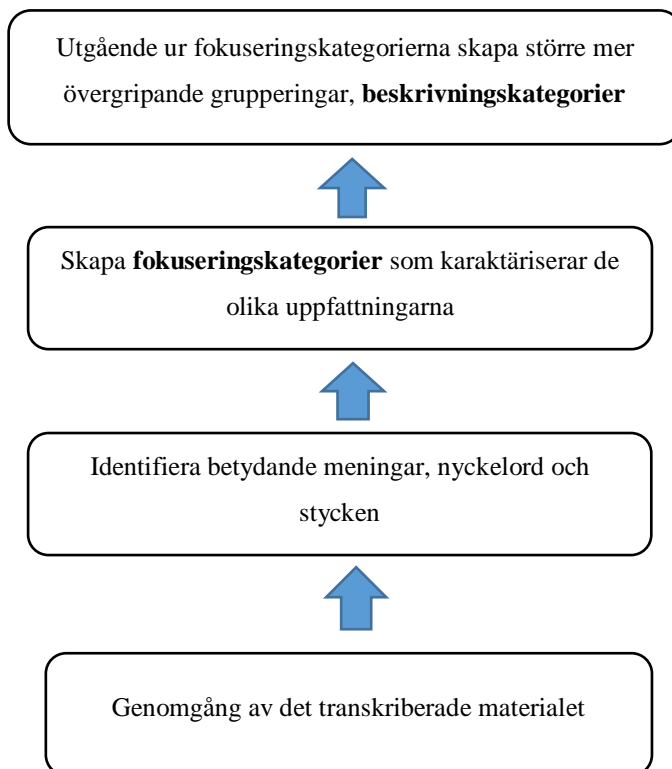 Utgående ur fokuseringskategorierna skapa större mer
övergripande grupperingar, beskrivningskategorier
Skapa fokuseringskategorier som karaktäriserar de
olika uppfattningarna
Identifiera betydande meningar, nyckelord och
stycken
Genomgång av det transkriberade materialet